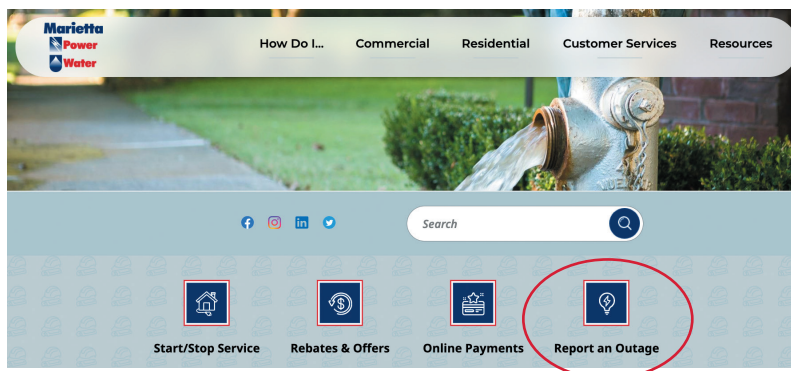 Marietta
Power
Water
How Do I... Commercial Residential Customer Services Resources
Search
Start/Stop Service Rebates & Offers Online Payments Report an Outage